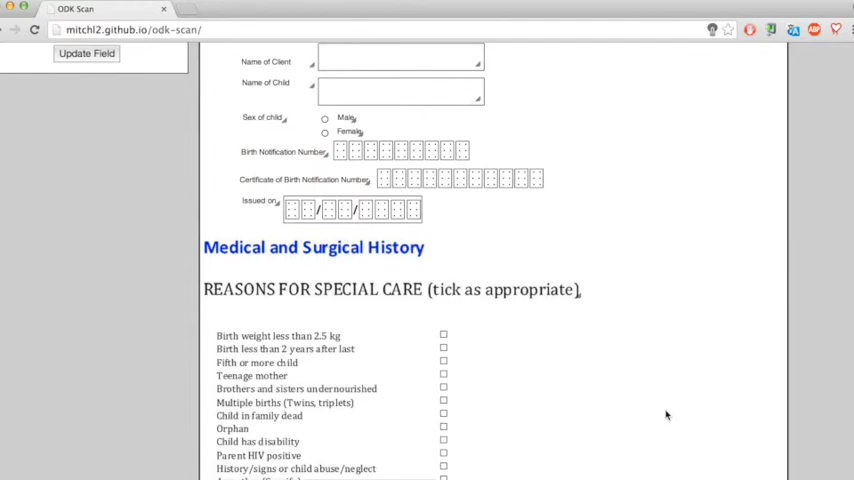 ODK Scan
mitchl2.github.io/odk-scan/
Update Field
Name of Client
Name of Child
Sex of child
Male
Female
Birth Notification Number
Certificate of Birth Notification Number
Issued on
/ /
Medical and Surgical History
REASONS FOR SPECIAL CARE (tick as appropriate)
Birth weight less than 2.5 kg
Birth less than 2 years after last
Fifth or more child
Teenage mother
Brothers and sisters undernourished
Multiple births (Twins, triplets)
Child in family dead
Orphan
Child has disability
Parent HIV positive
History/signs or child abuse/neglect